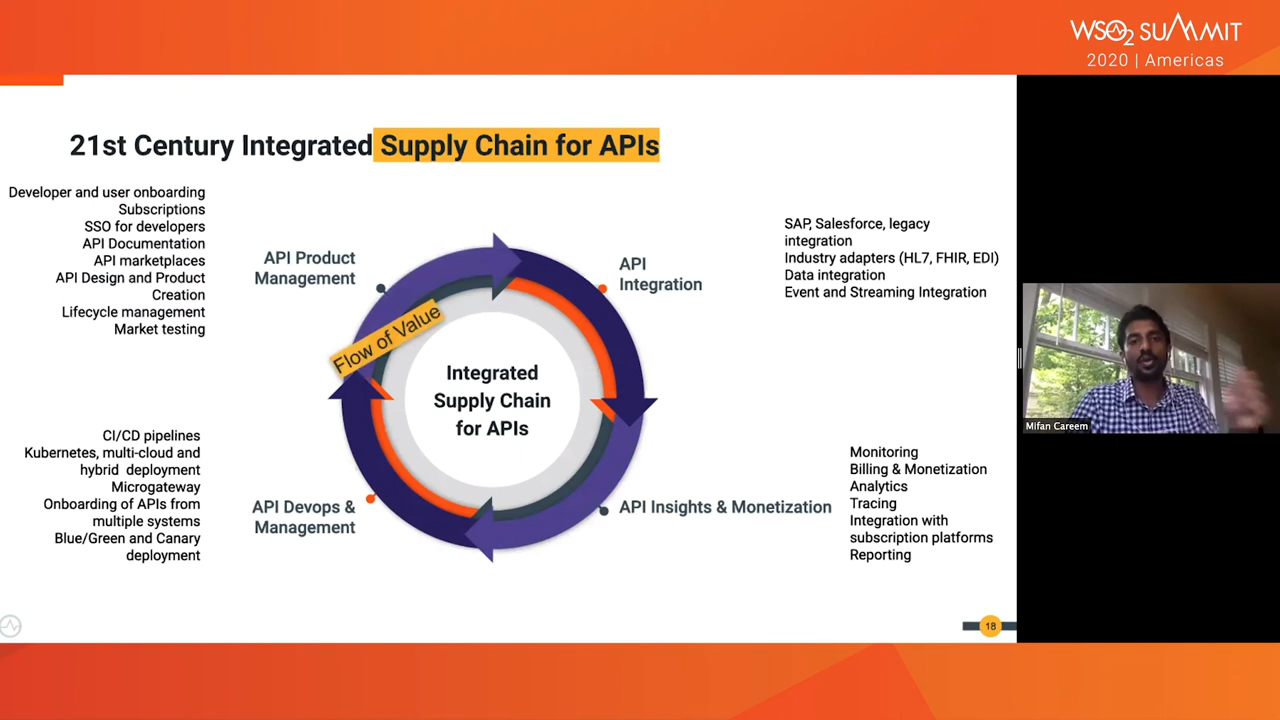 WSO2 SUMMIT
2020 | Americas
21st Century Integrated Supply Chain for APIs
Developer and user onboarding
Subscriptions
SSO for developers
API Documentation
API marketplaces
API Design and Product
Creation
Lifecycle management
Market testing
API Product
Management
API
Integration
SAP, Salesforce, legacy
integration
Industry adapters (HL7, FHIR, EDI)
Data integration
Event and Streaming Integration
Flow of Value
Integrated
Supply Chain
for APIs
CI/CD pipelines
Kubernetes, multi-cloud and
hybrid deployment
Microgateway
Onboarding of APIs from
multiple systems
Blue/Green and Canary
deployment
API Devops &
Management
API Insights & Monetization
Monitoring
Billing & Monetization
Analytics
Tracing
Integration with
subscription platforms
Reporting
Mifan Careem
18